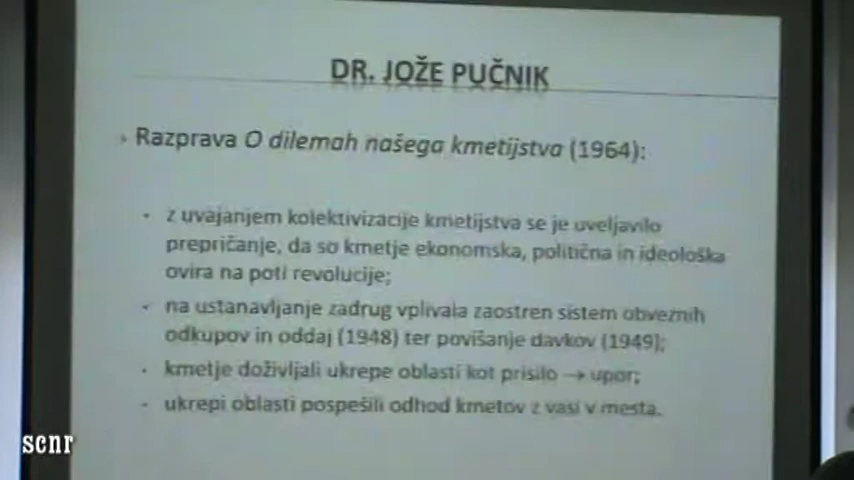 DR. JOŽE PUČNIK
Razprava O dilemah našega kmetijstva (1964):
z uvajanjem kolektivizacije kmetijstva se je uveljavilo
prepričanje, da so kmetje ekonomska, politična in ideološka
ovira na poti revolucije;
na ustanavljanje zadrug vplivala zaostren sistem obveznih
odkupov in oddaj (1948) ter povišanje davkov (1949);
kmetje doživljali ukrepe oblasti kot prisilo → upor;
ukrepi oblasti pospešili odhod kmetov z vasi v mesta.
scnr